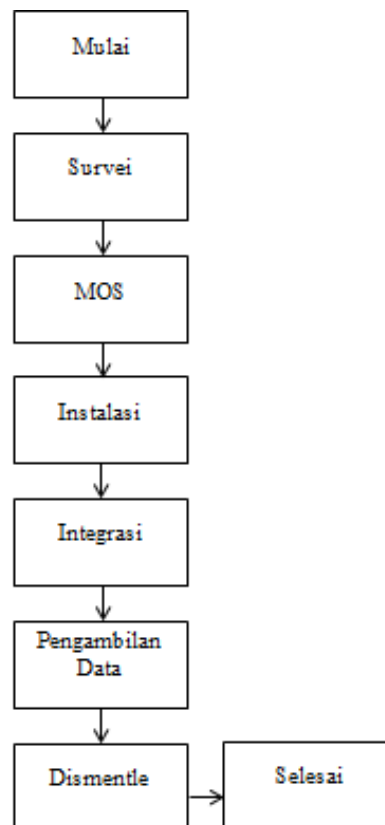 Mulai
Survei
MOS
Instalasi
Integrasi
Pengambilan
Data
Dismentle
Selesai